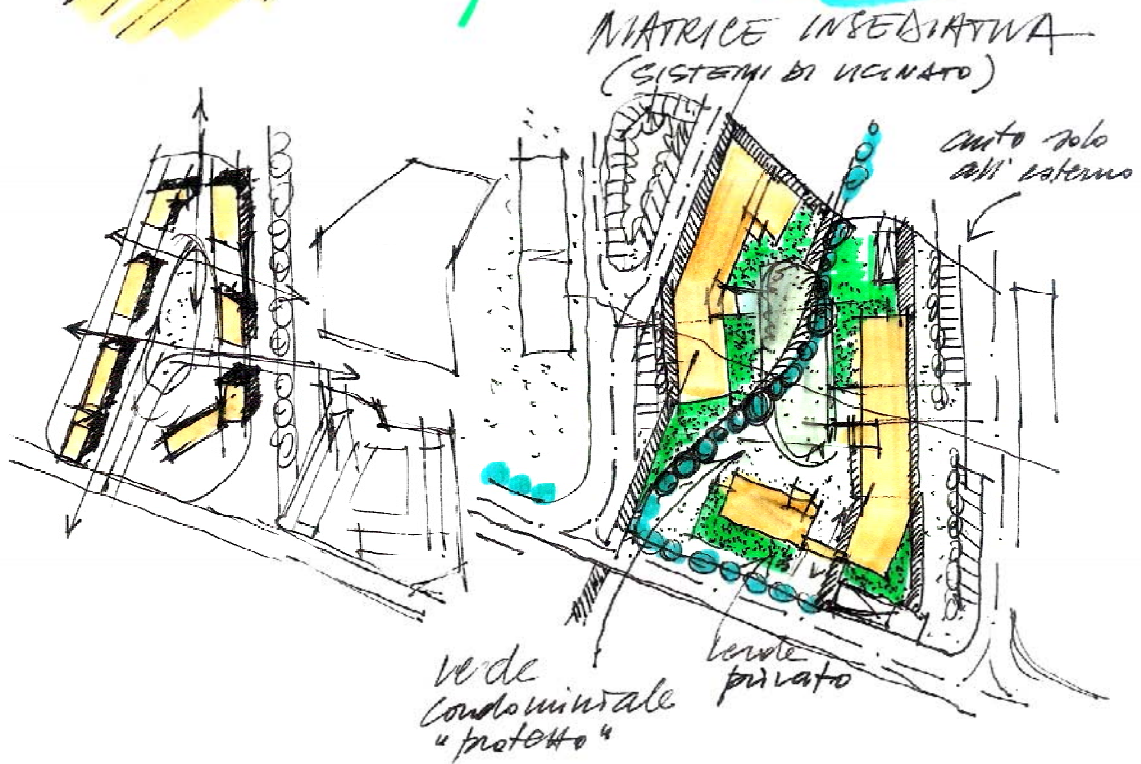 MATRICE INSEDIATIVA
(SISTEMI DI VICINATO)
auto solo
all' esterno
verde
condominiale
"protetto"
verde
privato